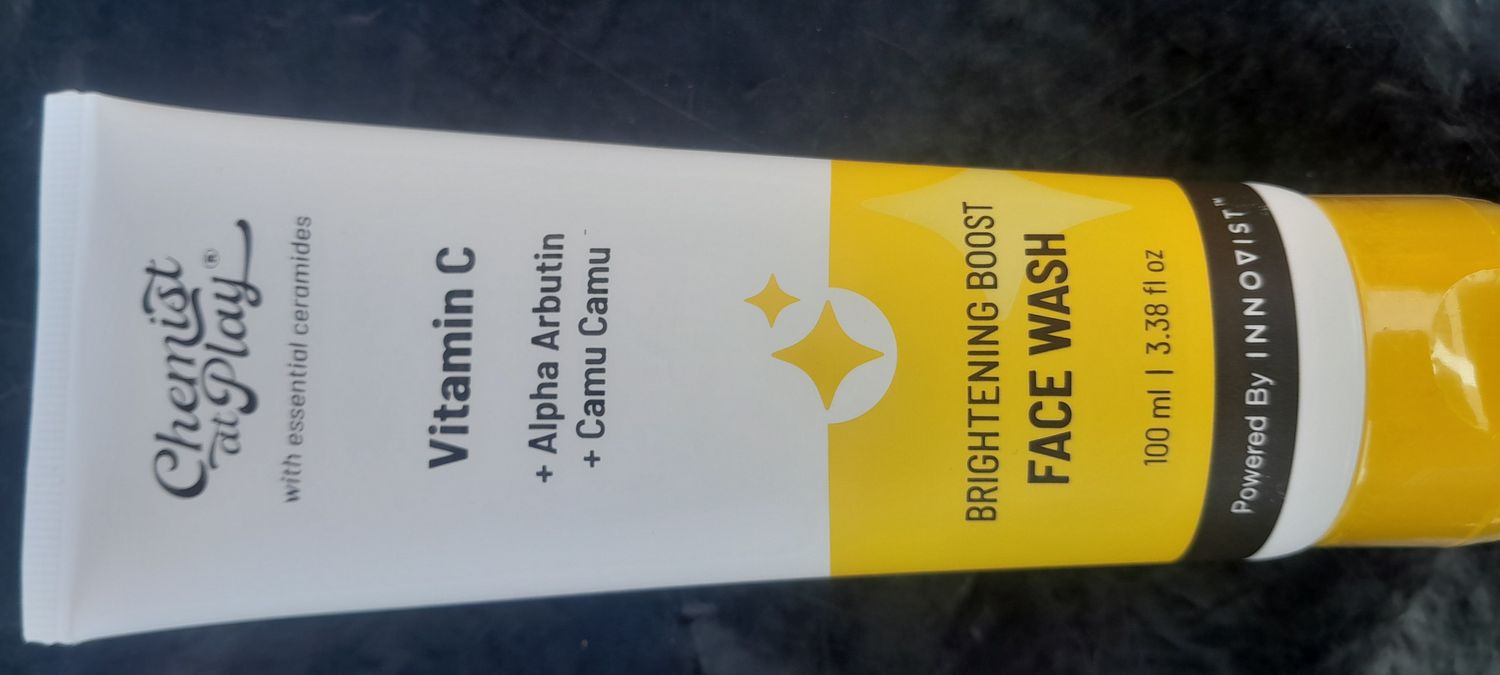 Chemist
at Play®
with essential ceramides
Vitamin C
+ Alpha Arbutin
+ Camu Camu
BRIGHTENING BOOST
FACE WASH
100 ml | 3.38 fl oz
Powered By INNOVIST™